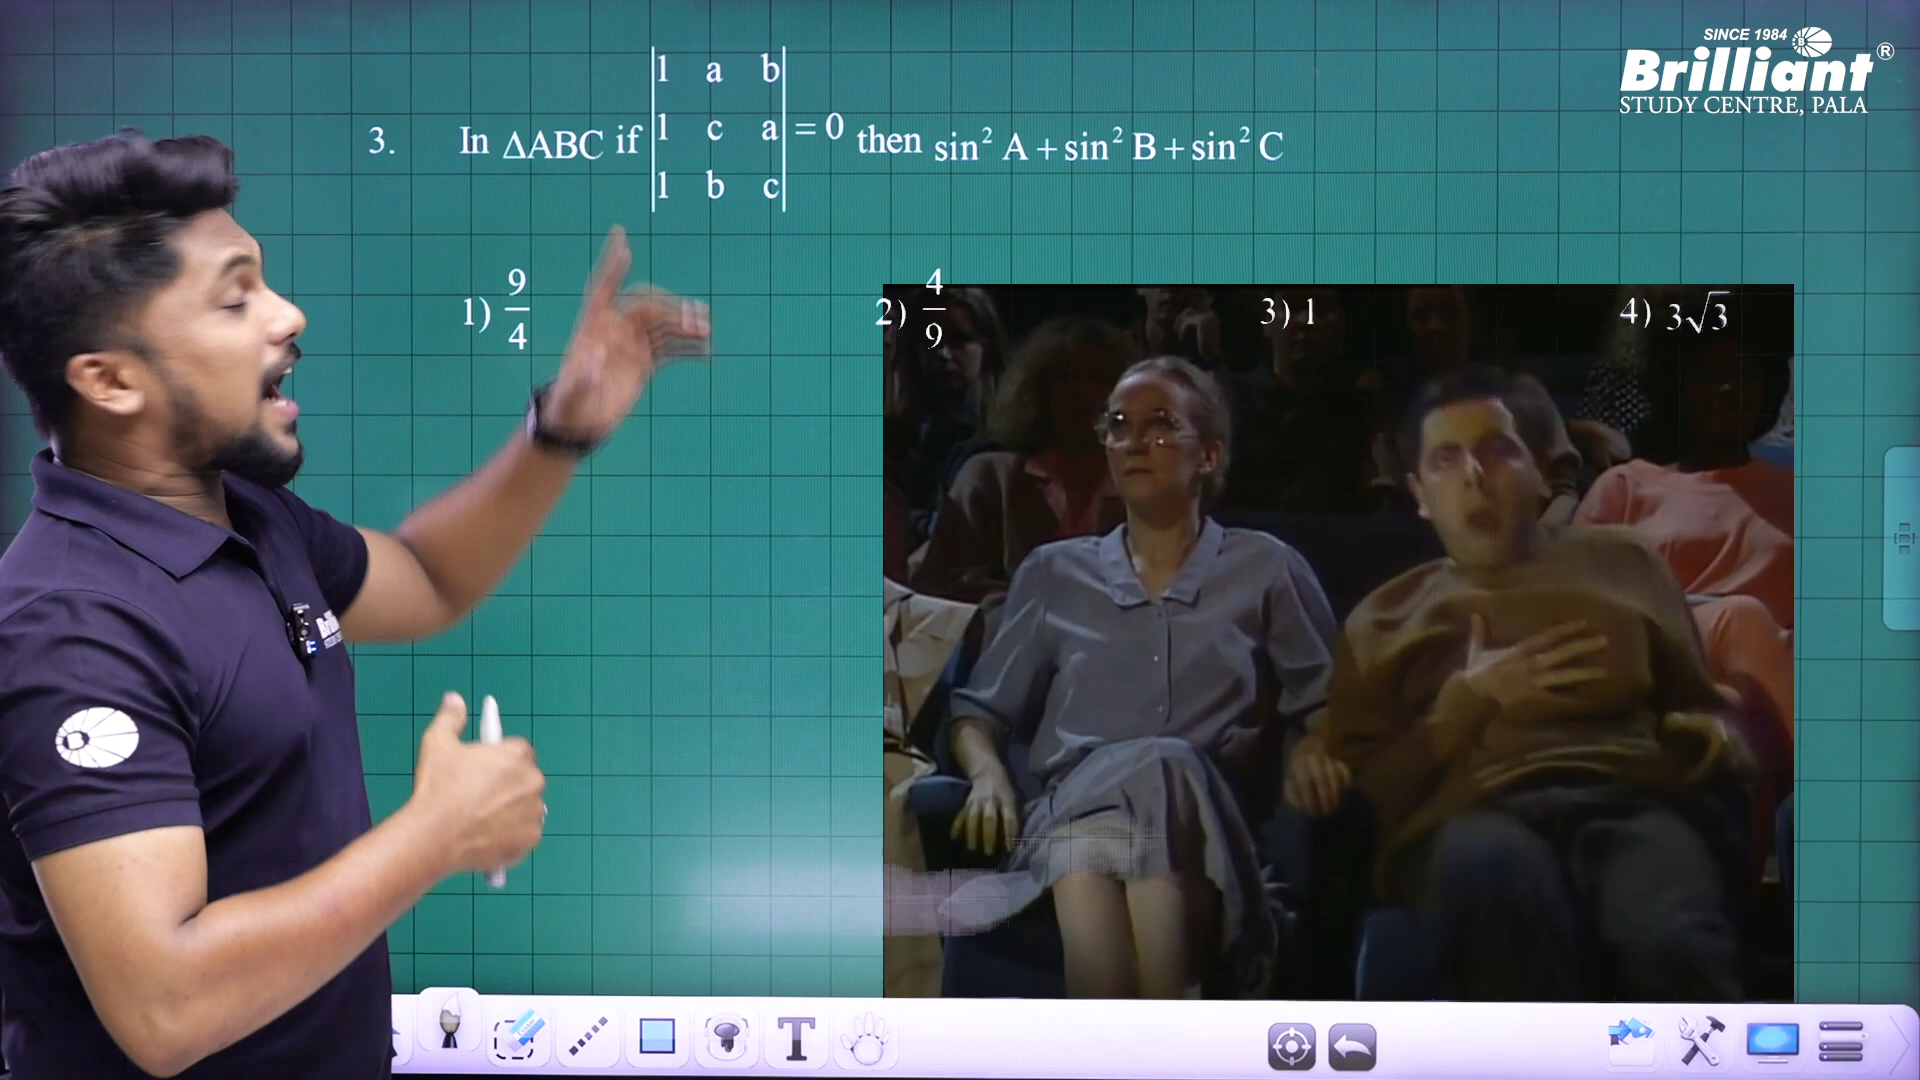 SINCE 1984
Brilliant®
STUDY CENTRE, PALA
3. In ΔABC if |1 a b| = 0 then sin² A + sin² B + sin² C
|1 c a|
|1 b c|
1) 9/4 2) 4/9 3) 1 4) 3√3
B
T